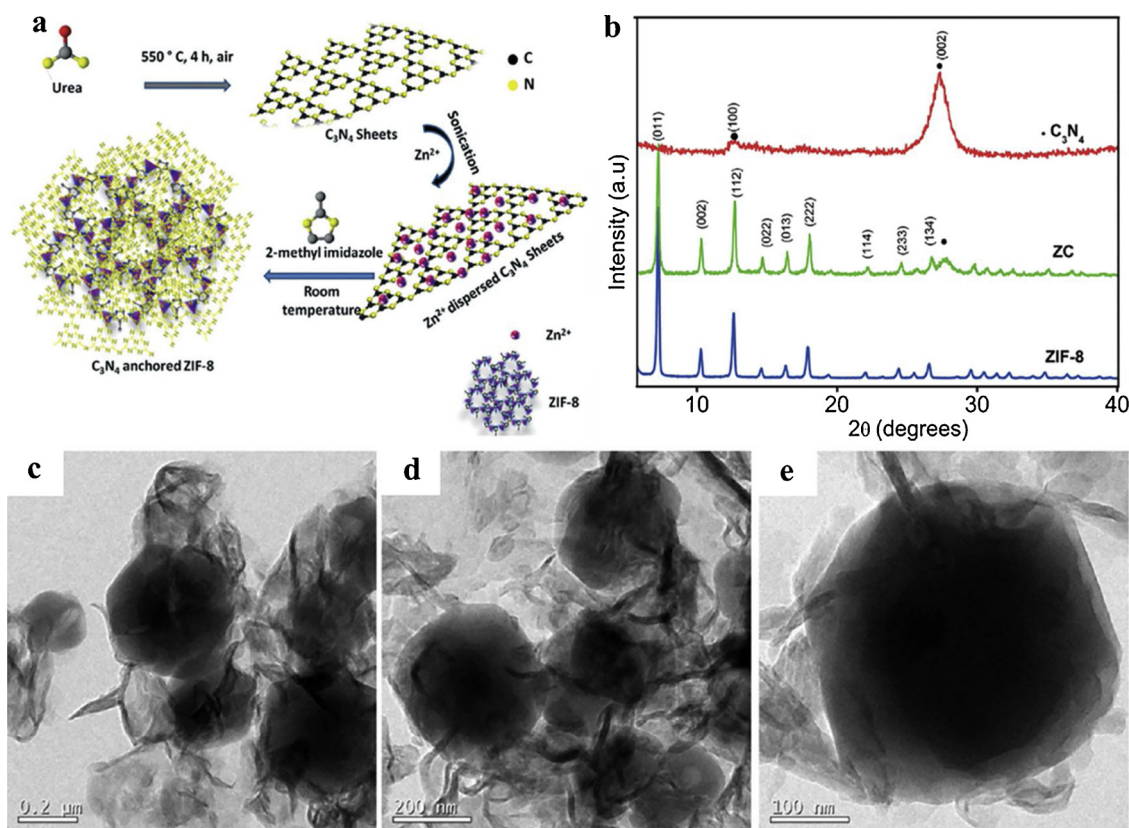 a
Urea
550 ° C, 4 h, air
C
N
C₃N₄ Sheets
Sonication
Zn²⁺
2-methyl imidazole
Room
temperature
Zn²⁺ dispersed C₃N₄ Sheets
C₃N₄ anchored ZIF-8
Zn²⁺
ZIF-8
b
Intensity (a.u)
(002)
(100)
C₃N₄
(011)
(002)
(112)
(022)
(013)
(222)
(114)
(233)
(134)
ZC
ZIF-8
10
20
30
40
2θ (degrees)
c
0.2 μm
d
200 nm
e
100 nm